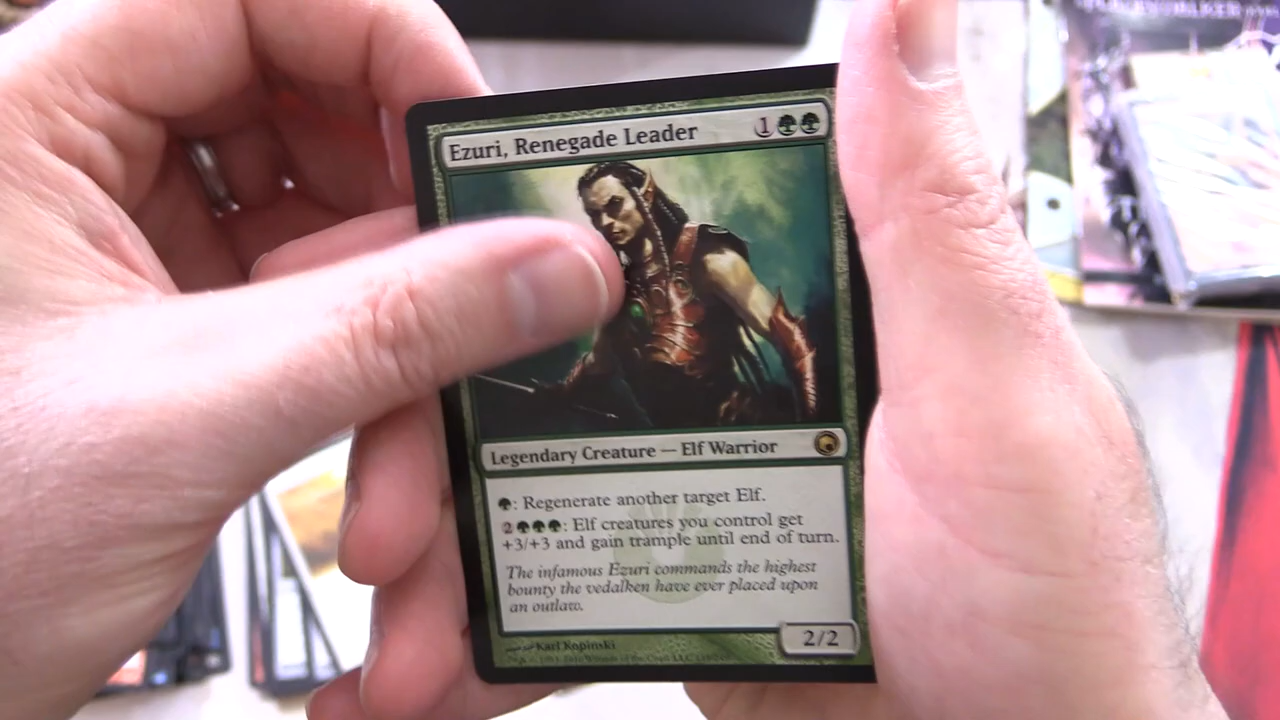 Ezuri, Renegade Leader 1
Legendary Creature — Elf Warrior
: Regenerate another target Elf.
2 : Elf creatures you control get
+3/+3 and gain trample until end of turn.
The infamous Ezuri commands the highest
bounty the vedalken have ever placed upon
an outlaw.
Karl Kopinski
2/2